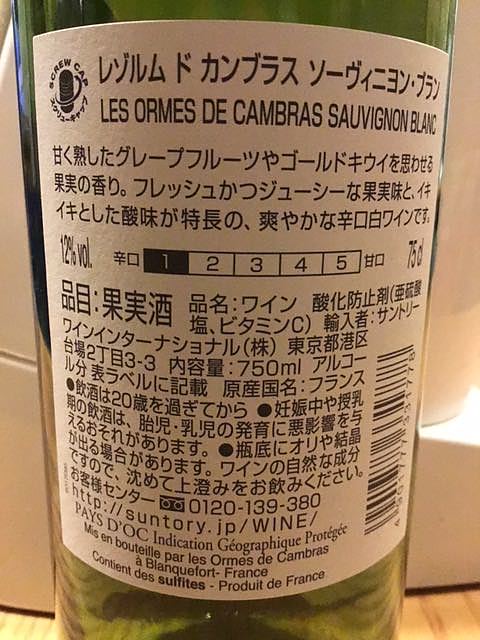 SCREW CAP
スクリューキャップ
レゾルム ド カンブラス ソーヴィニヨン・ブラン
LES ORMES DE CAMBRAS SAUVIGNON BLANC
甘く熟したグレープフルーツやゴールドキウイを思わせる
果実の香り。フレッシュかつジューシーな果実味と、イキ
イキとした酸味が特長の、爽やかな辛口白ワインです。
12%vol. 辛口 1 2 3 4 5 甘口 75 cl
品目:果実酒 品名:ワイン 酸化防止剤(亜硫酸
塩、ビタミンC) 輸入者:サントリー
ワインインターナショナル(株) 東京都港区
台場2丁目3-3 内容量:750ml アルコー
ル分 表ラベルに記載 原産国名:フランス
●飲酒は20歳を過ぎてから ●妊娠中や授乳
期の飲酒は、胎児・乳児の発育に悪影響を与
えるおそれがあります。●瓶底にオリや結晶
が出る場合があります。ワインの自然な成分
ですので、沈めて上澄みをお飲みください。
お客様センター 0120-139-380
http://suntory.jp/WINE/
PAYS D'OC Indication Géographique Protégée
Mis en bouteille par les Ormes de Cambras
à Blanquefort- France
Contient des sulfites - Produit de France